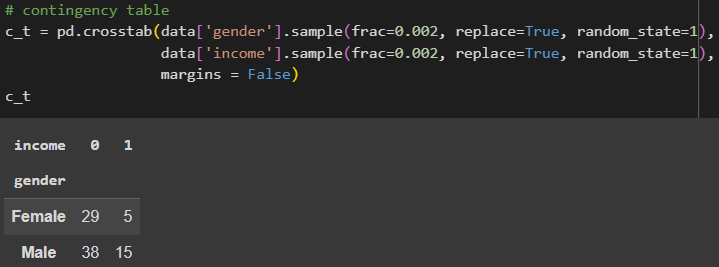 # contingency table
c_t = pd.crosstab(data['gender'].sample(frac=0.002, replace=True, random_state=1),
data['income'].sample(frac=0.002, replace=True, random_state=1),
margins = False)
c_t
income 0 1
gender
Female 29 5
Male 38 15